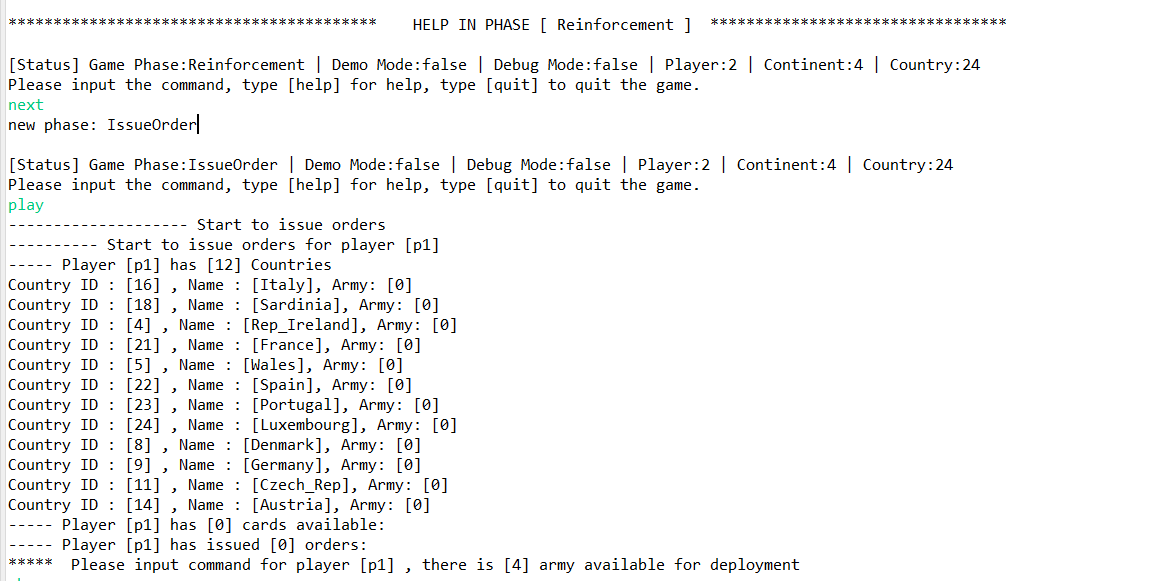 ***************************************** HELP IN PHASE [ Reinforcement ] *********************************
[Status] Game Phase:Reinforcement | Demo Mode:false | Debug Mode:false | Player:2 | Continent:4 | Country:24
Please input the command, type [help] for help, type [quit] to quit the game.
next
new phase: IssueOrder
[Status] Game Phase:IssueOrder | Demo Mode:false | Debug Mode:false | Player:2 | Continent:4 | Country:24
Please input the command, type [help] for help, type [quit] to quit the game.
play
-------------------- Start to issue orders
---------- Start to issue orders for player [p1]
----- Player [p1] has [12] Countries
Country ID : [16] , Name : [Italy], Army: [0]
Country ID : [18] , Name : [Sardinia], Army: [0]
Country ID : [4] , Name : [Rep_Ireland], Army: [0]
Country ID : [21] , Name : [France], Army: [0]
Country ID : [5] , Name : [Wales], Army: [0]
Country ID : [22] , Name : [Spain], Army: [0]
Country ID : [23] , Name : [Portugal], Army: [0]
Country ID : [24] , Name : [Luxembourg], Army: [0]
Country ID : [8] , Name : [Denmark], Army: [0]
Country ID : [9] , Name : [Germany], Army: [0]
Country ID : [11] , Name : [Czech_Rep], Army: [0]
Country ID : [14] , Name : [Austria], Army: [0]
----- Player [p1] has [0] cards available:
----- Player [p1] has issued [0] orders:
***** Please input command for player [p1] , there is [4] army available for deployment